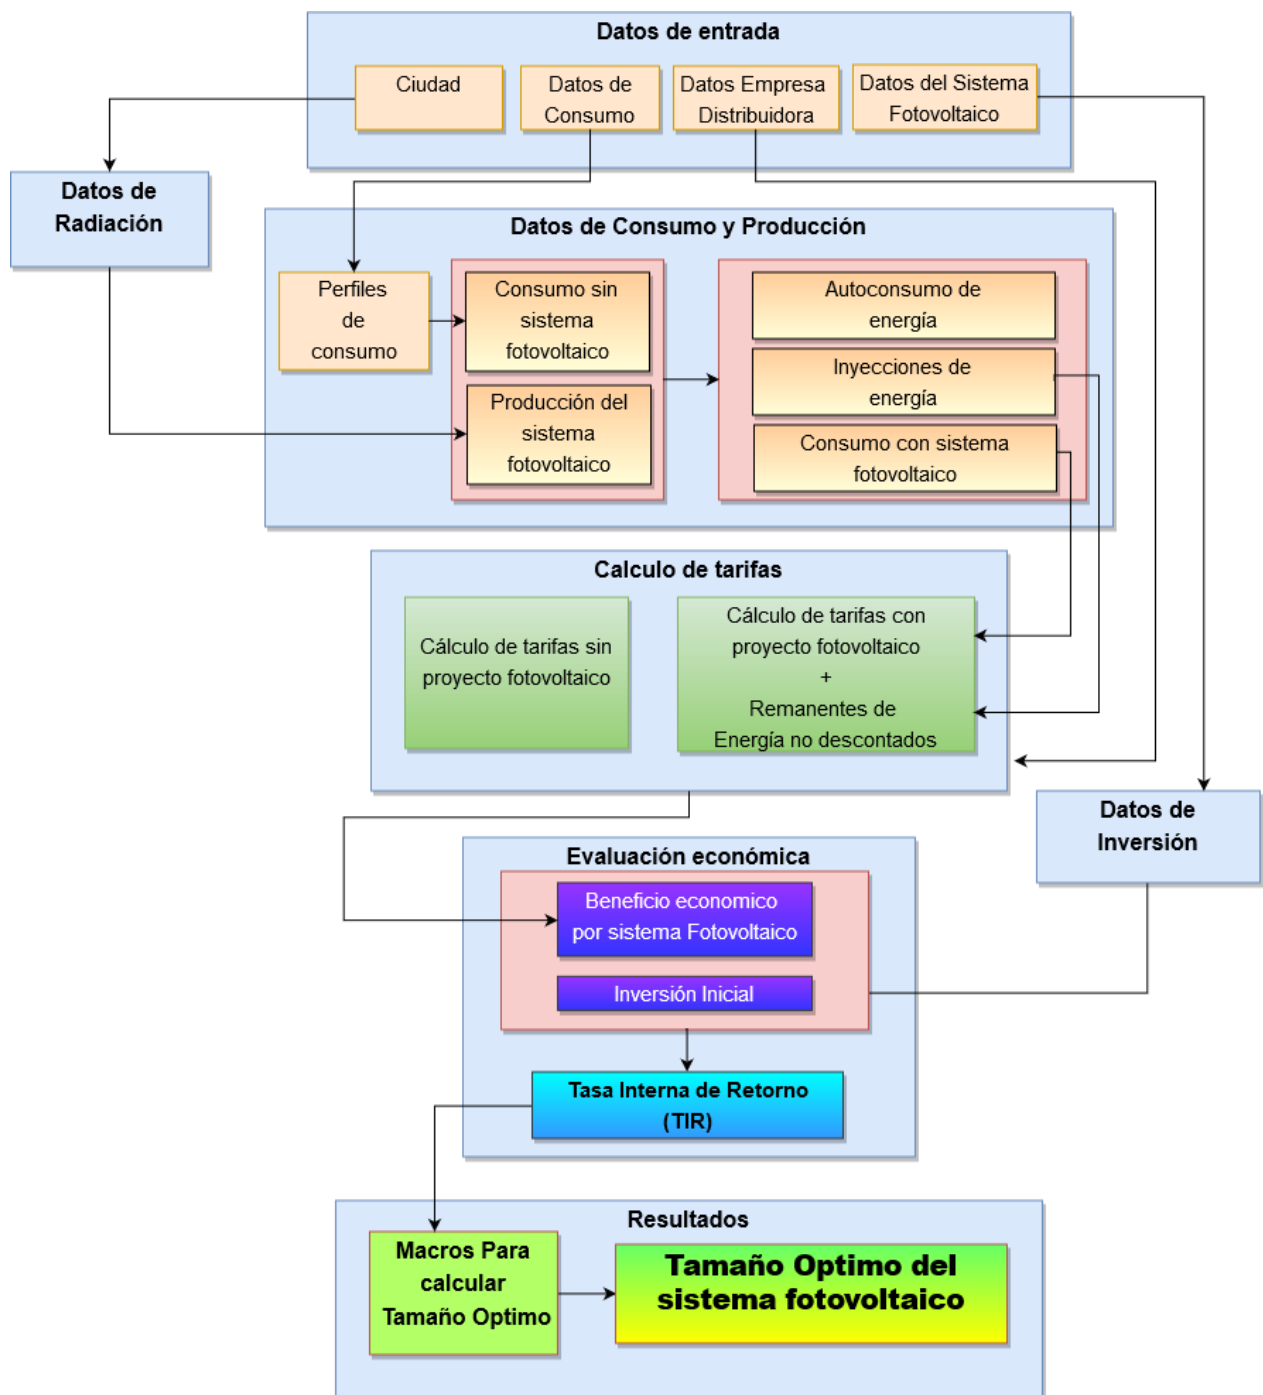 Datos de entrada
Ciudad
Datos de
Consumo
Datos Empresa
Distribuidora
Datos del Sistema
Fotovoltaico
Datos de
Radiación
Datos de Consumo y Producción
Perfiles
de
consumo
Consumo sin
sistema
fotovoltaico
Producción del
sistema
fotovoltaico
Autoconsumo de
energía
Inyecciones de
energía
Consumo con sistema
fotovoltaico
Calculo de tarifas
Cálculo de tarifas sin
proyecto fotovoltaico
Cálculo de tarifas con
proyecto fotovoltaico
+
Remanentes de
Energía no descontados
Datos de
Inversión
Evaluación económica
Beneficio economico
por sistema Fotovoltaico
Inversión Inicial
Tasa Interna de Retorno
(TIR)
Resultados
Macros Para
calcular
Tamaño Optimo
Tamaño Optimo del
sistema fotovoltaico